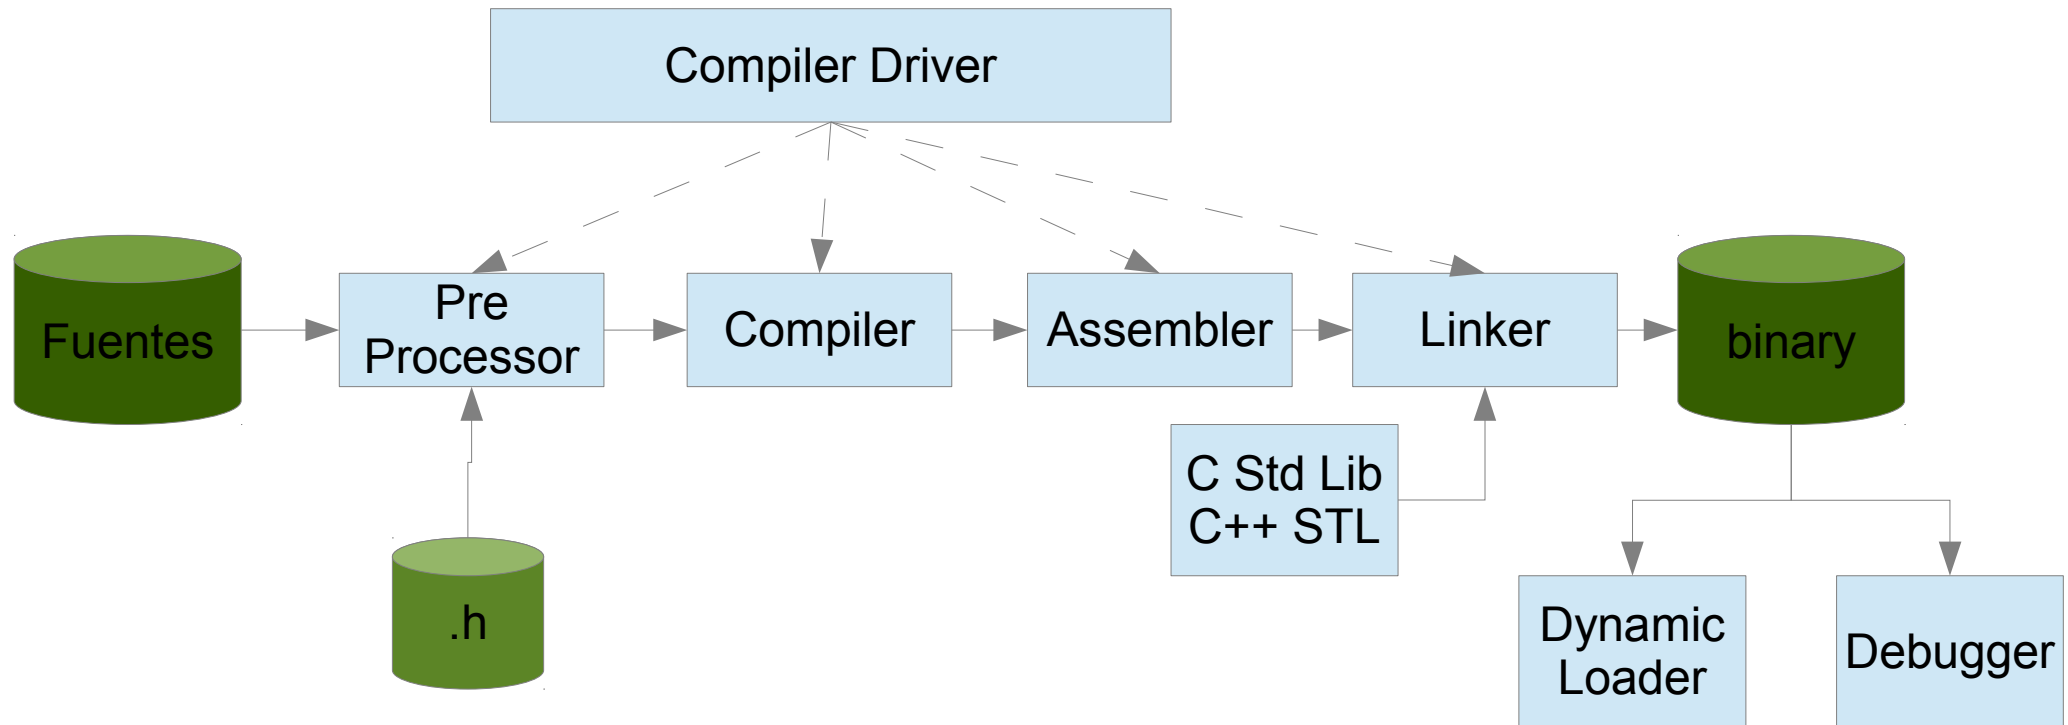 Compiler Driver
Fuentes
Pre
Processor
Compiler
Assembler
Linker
binary
C Std Lib
C++ STL
.h
Dynamic
Loader
Debugger